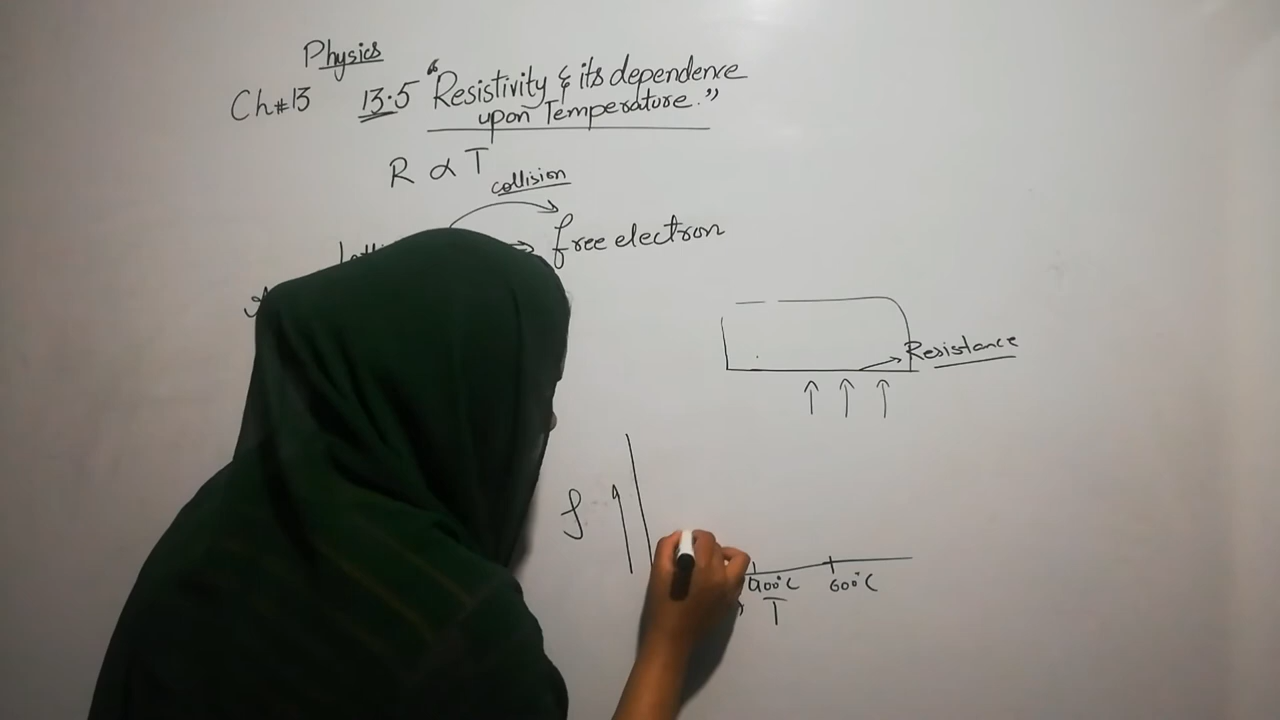 Physics
Ch#13 13.5 "Resistivity & its dependence
upon Temperature."
R ∝ T
collision
free electron
Resistance
ρ
400°C 600°C
T